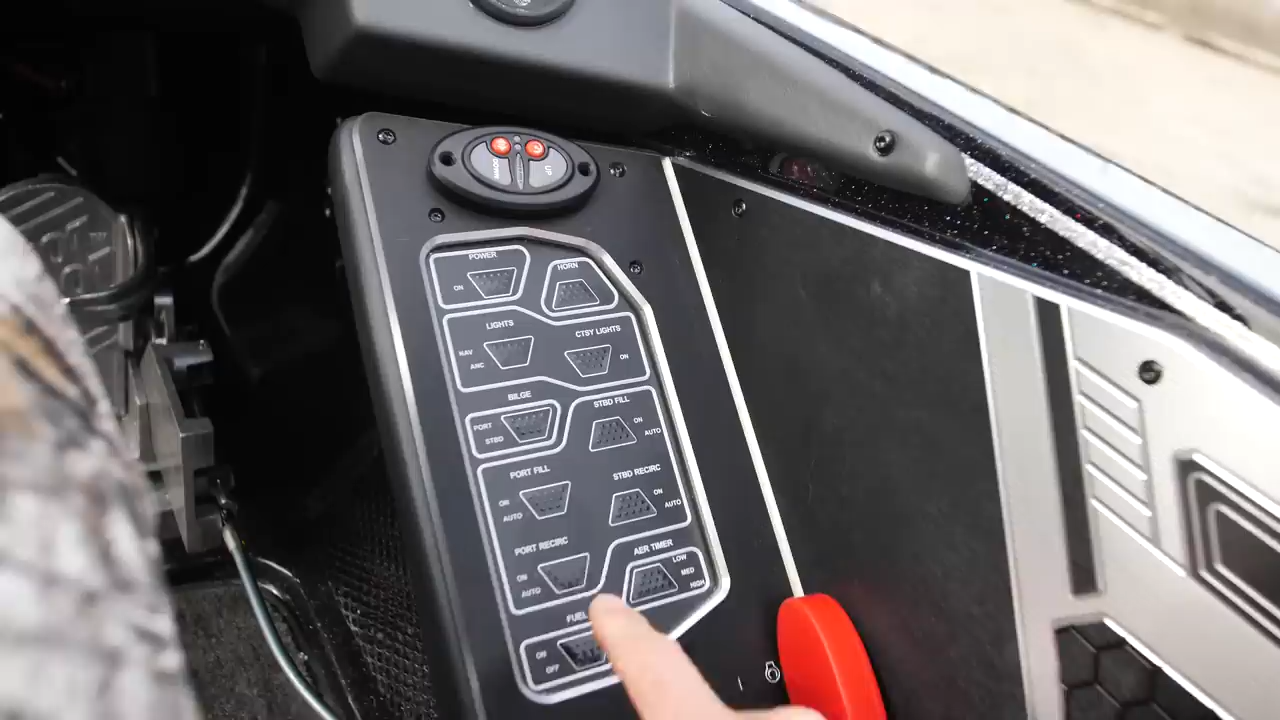 DOWN
UP
POWER
ON
HORN
LIGHTS
NAV
ANC
CTSY LIGHTS
ON
BILGE
PORT
STBD
STBD FILL
ON
AUTO
PORT FILL
ON
AUTO
STBD RECIRC
ON
AUTO
PORT RECIRC
ON
AUTO
AER TIMER
LOW
MED
HIGH
FUEL
ON
OFF